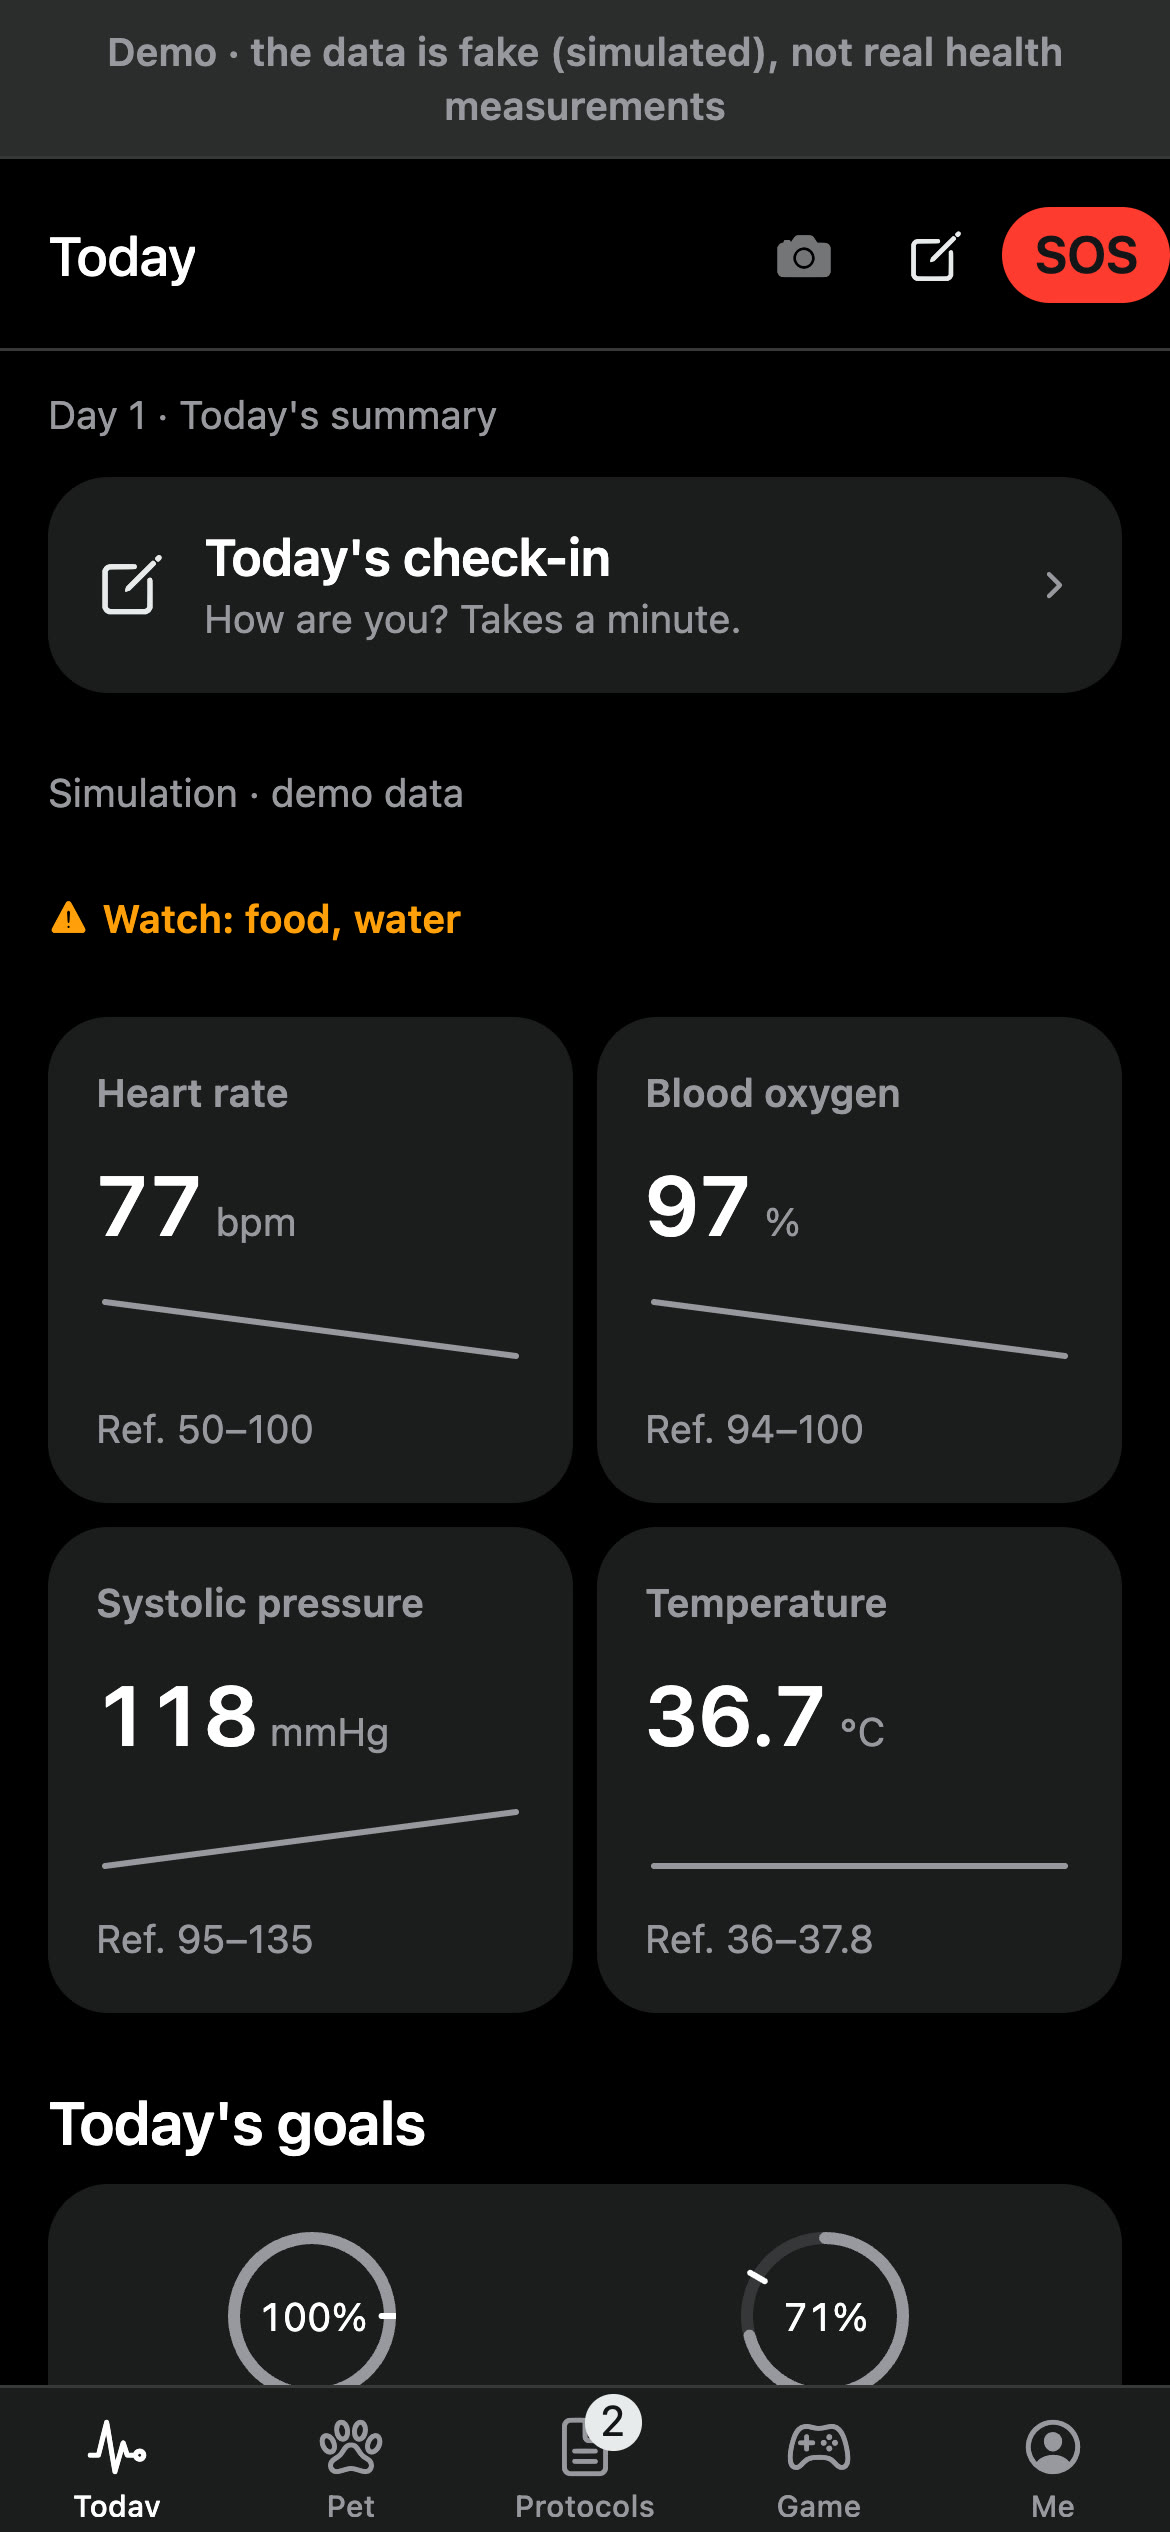 Demo · the data is fake (simulated), not real health
measurements
Today
SOS
Day 1 · Today's summary
Today's check-in
How are you? Takes a minute.
Simulation · demo data
Watch: food, water
Heart rate
77 bpm
Ref. 50–100
Blood oxygen
97 %
Ref. 94–100
Systolic pressure
118 mmHg
Ref. 95–135
Temperature
36.7 °C
Ref. 36–37.8
Today's goals
100%
71%
Today
Pet
2
Protocols
Game
Me